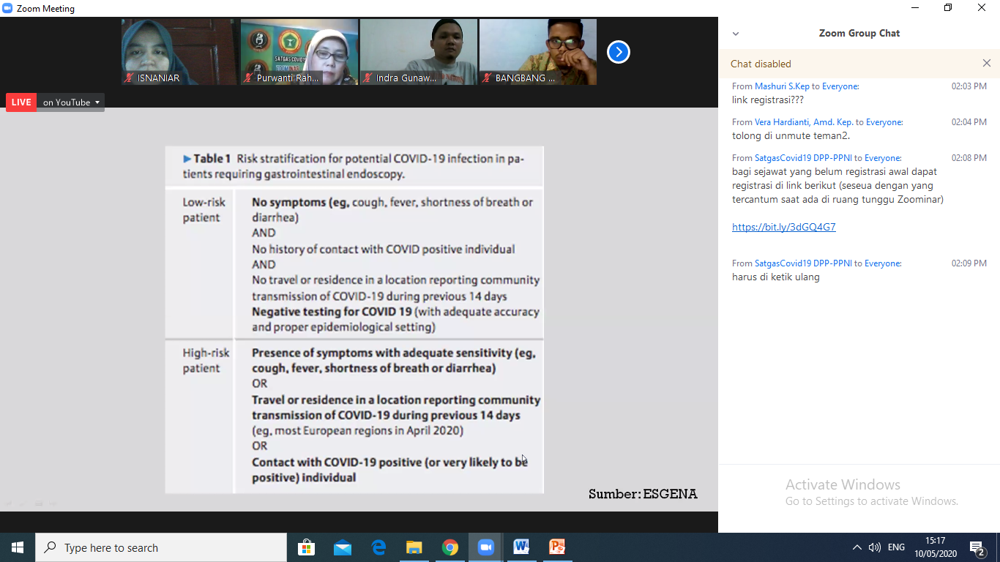 Zoom Meeting
ISNANIAR
Purwanti Rah...
Indra Gunaw...
BANGBANG ...
SATGAS COVID19
LIVE
on YouTube
▶ Table 1 Risk stratification for potential COVID-19 infection in pa-
tients requiring gastrointestinal endoscopy.
Low-risk
patient
No symptoms (eg, cough, fever, shortness of breath or
diarrhea)
AND
No history of contact with COVID positive individual
AND
No travel or residence in a location reporting community
transmission of COVID-19 during previous 14 days
Negative testing for COVID 19 (with adequate accuracy
and proper epidemiological setting)
High-risk
patient
Presence of symptoms with adequate sensitivity (eg,
cough, fever, shortness of breath or diarrhea)
OR
Travel or residence in a location reporting community
transmission of COVID-19 during previous 14 days
(eg, most European regions in April 2020)
OR
Contact with COVID-19 positive (or very likely to be
positive) individual
Sumber: ESGENA
Zoom Group Chat
Chat disabled
From Mashuri S.Kep to Everyone: 02:03 PM
link registrasi???
From Vera Hardianti, Amd. Kep. to Everyone: 02:04 PM
tolong di unmute teman2.
From SatgasCovid19 DPP-PPNI to Everyone: 02:08 PM
bagi sejawat yang belum registrasi awal dapat
registrasi di link berikut (seseua dengan yang
tercantum saat ada di ruang tunggu Zoominar)
https://bit.ly/3dGQ4G7
From SatgasCovid19 DPP-PPNI to Everyone: 02:09 PM
harus di ketik ulang
Activate Windows
Go to Settings to activate Windows.
Type here to search
ENG
15:17
10/05/2020
2